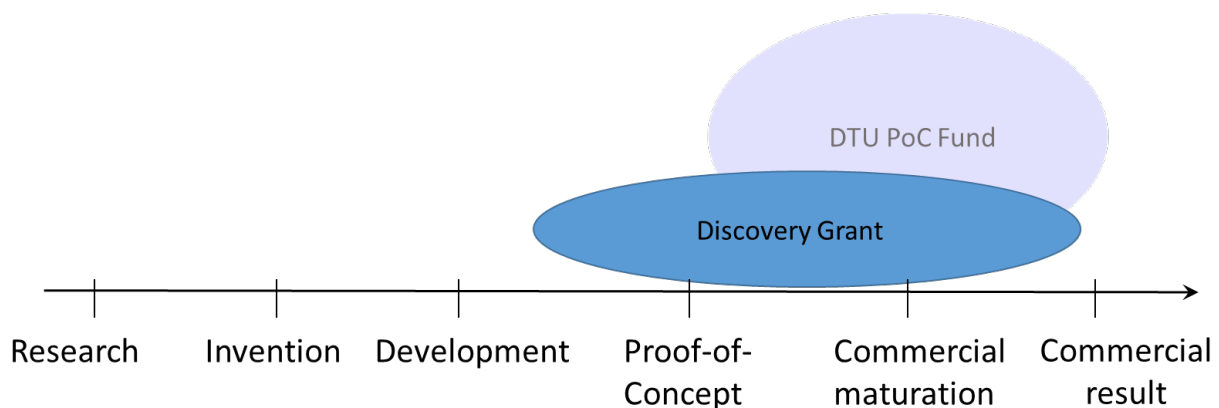 DTU PoC Fund
Discovery Grant
Research
Invention
Development
Proof-of-
Concept
Commercial
maturation
Commercial
result